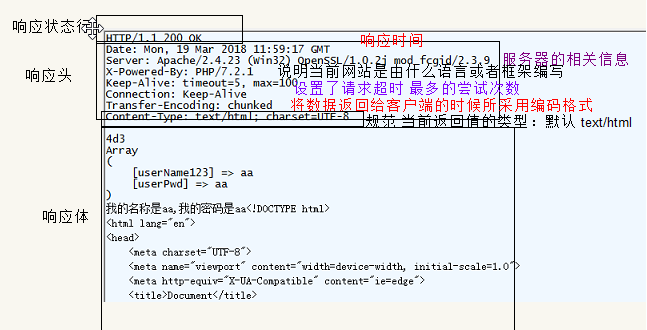 响应状态行
HTTP/1.1 200 OK
响应时间
Date: Mon, 19 Mar 2018 11:59:17 GMT
Server: Apache/2.4.23 (Win32) OpenSSL/1.0.2j mod_fcgid/2.3.9
服务器的相关信息
响应头
X-Powered-By: PHP/7.2.1
说明当前网站是由什么语言或者框架编写
Keep-Alive: timeout=5, max=100
设置了请求超时 最多的尝试次数
Connection: Keep-Alive
Transfer-Encoding: chunked
将数据返回给客户端的时候所采用编码格式
Content-Type: text/html; charset=UTF-8
规范 当前返回值的类型：默认 text/html
4d3
Array
(
[userName123] => aa
[userPwd] => aa
)
响应体
我的名称是aa,我的密码是aa<!DOCTYPE html>
<html lang="en">
<head>
<meta charset="UTF-8">
<meta name="viewport" content="width=device-width, initial-scale=1.0">
<meta http-equiv="X-UA-Compatible" content="ie=edge">
<title>Document</title>